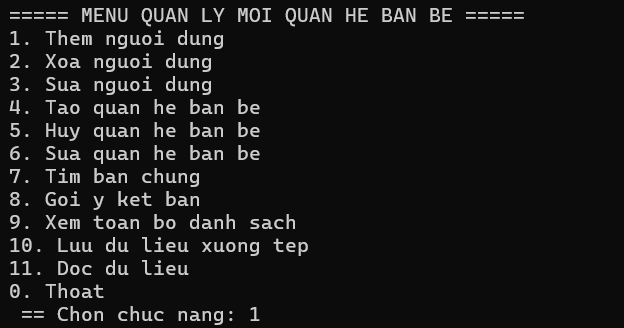 ===== MENU QUAN LY MOI QUAN HE BAN BE =====
1. Them nguoi dung
2. Xoa nguoi dung
3. Sua nguoi dung
4. Tao quan he ban be
5. Huy quan he ban be
6. Sua quan he ban be
7. Tim ban chung
8. Goi y ket ban
9. Xem toan bo danh sach
10. Luu du lieu xuong tep
11. Doc du lieu
0. Thoat
== Chon chuc nang: 1